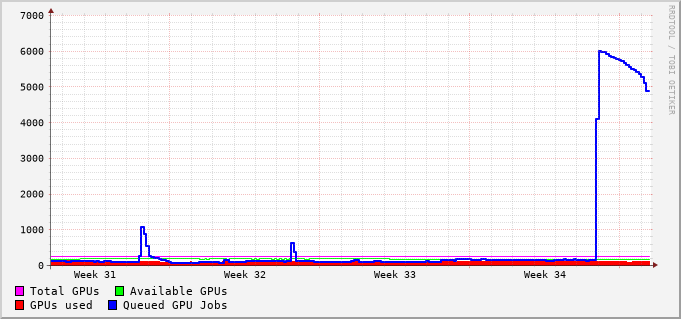 7000
6000
5000
4000
3000
2000
1000
0
Week 31 Week 32 Week 33 Week 34
Total GPUs Available GPUs
GPUs used Queued GPU Jobs
RRDTOOL / TOBI OETIKER